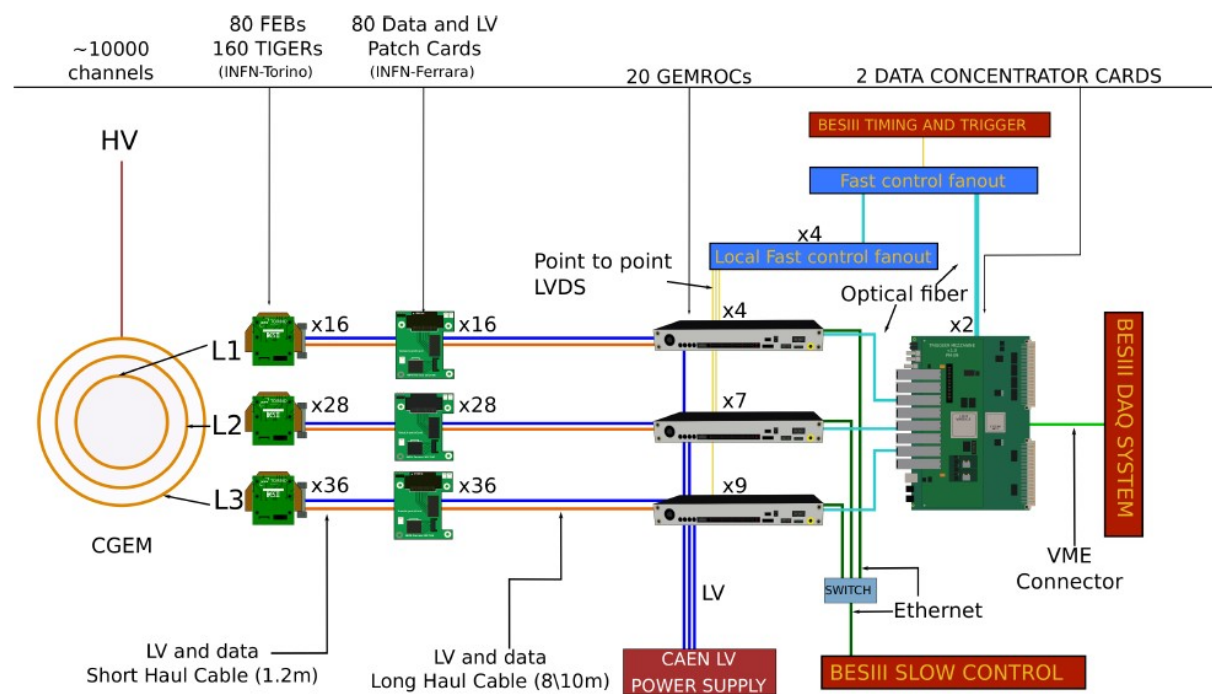 ~10000
channels
80 FEBs
160 TIGERs
(INFN-Torino)
80 Data and LV
Patch Cards
(INFN-Ferrara)
20 GEMROCs
2 DATA CONCENTRATOR CARDS
BESIII TIMING AND TRIGGER
HV
Fast control fanout
x4
Local Fast control fanout
Point to point
LVDS
Optical fiber
x16
x16
x4
x2
L1
x28
x28
x7
L2
x36
x36
x9
L3
CGEM
BESIII DAQ SYSTEM
VME
Connector
SWITCH
LV
Ethernet
LV and data
Short Haul Cable (1.2m)
LV and data
Long Haul Cable (8\10m)
CAEN LV
POWER SUPPLY
BESIII SLOW CONTROL